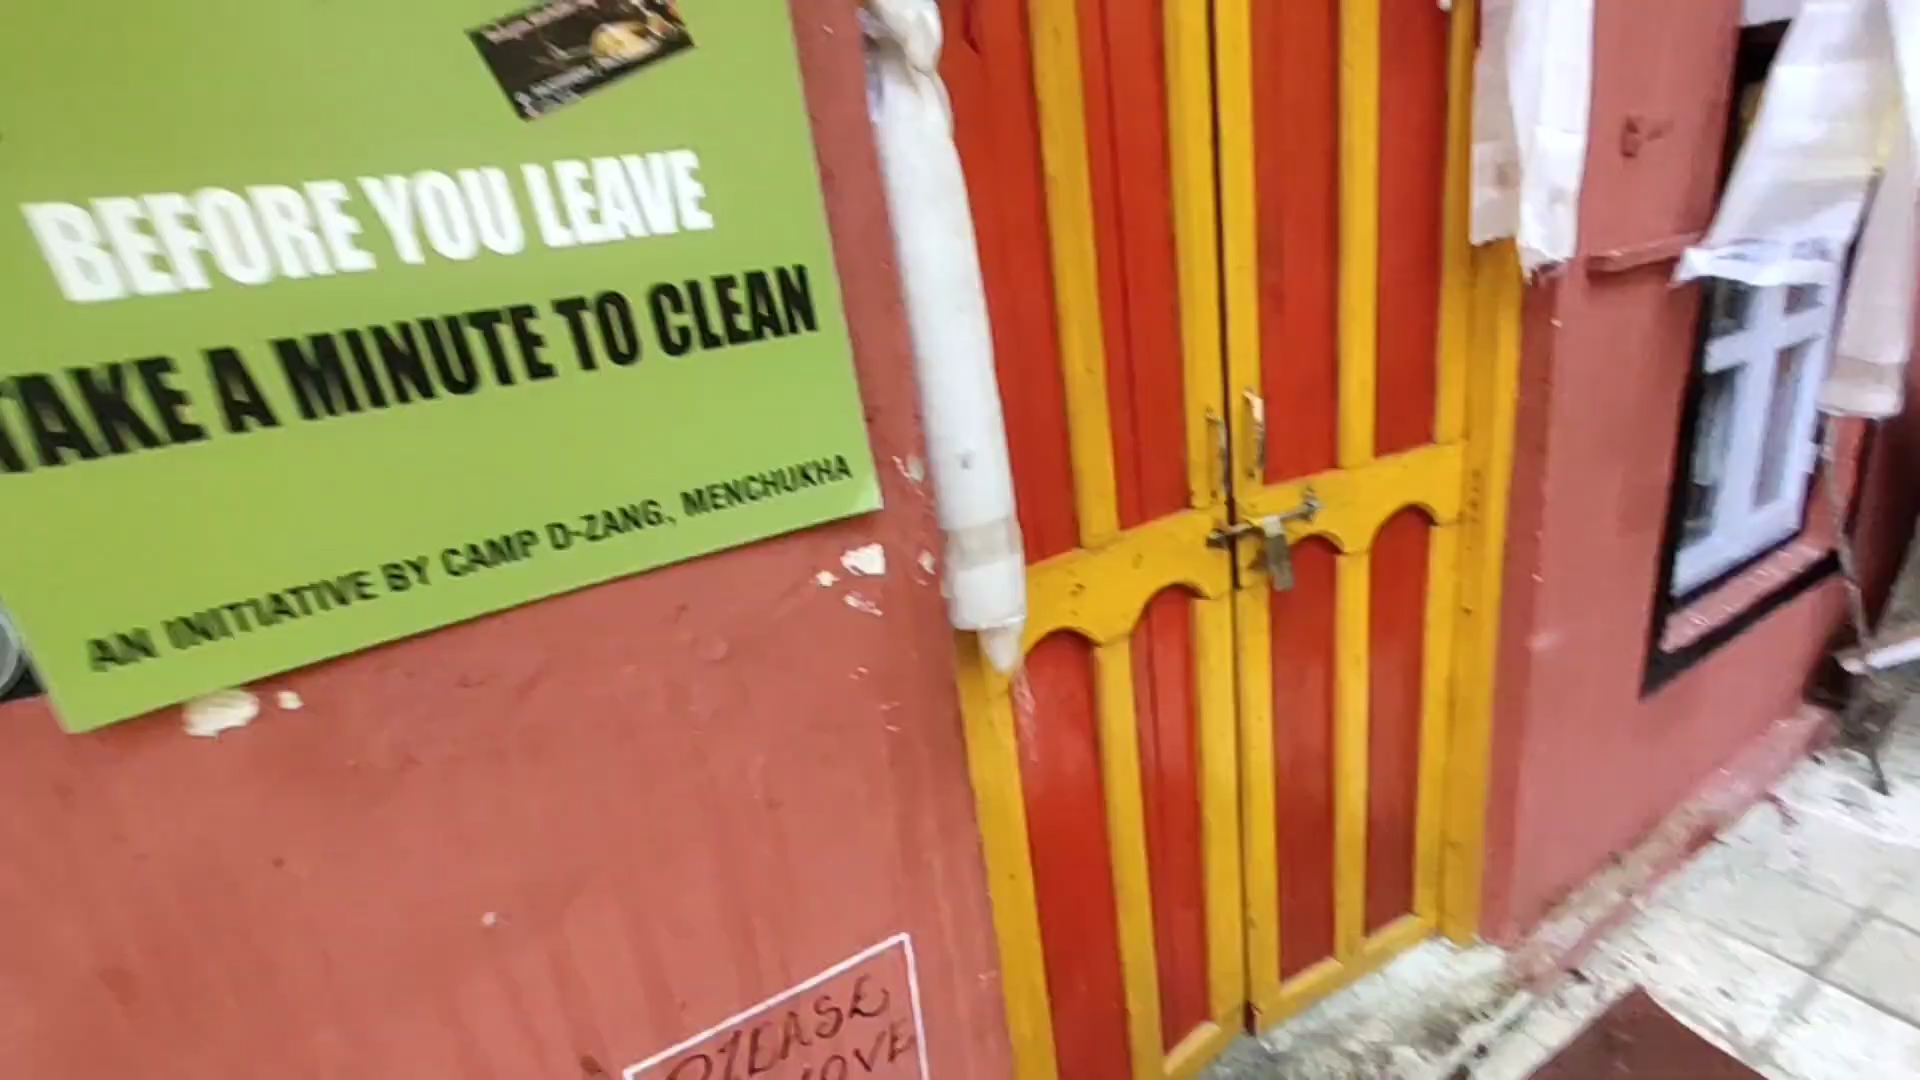 BEFORE YOU LEAVE
TAKE A MINUTE TO CLEAN
AN INITIATIVE BY CAMP D-ZANG, MENCHUKHA
PLEASE